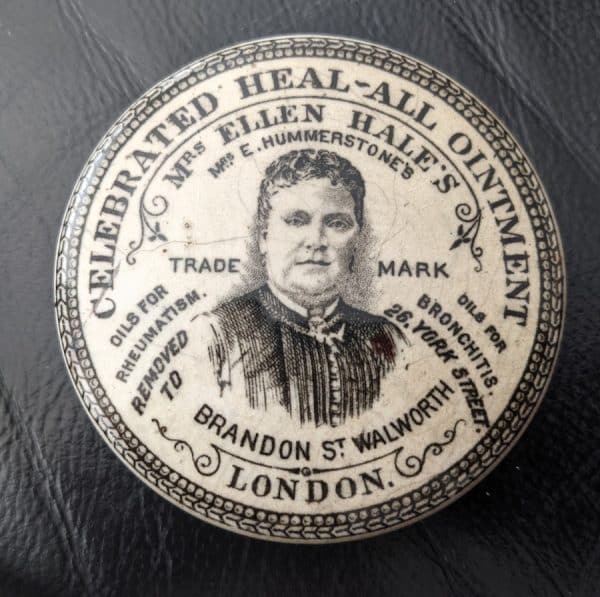 CELEBRATED HEAL-ALL OINTMENT
MRS ELLEN HALE'S
MRS E. HUMMERSTONE'S
TRADE MARK
OILS FOR
RHEUMATISM.
OILS FOR
BRONCHITIS.
REMOVED
TO
26. YORK STREET.
BRANDON ST WALWORTH
LONDON.